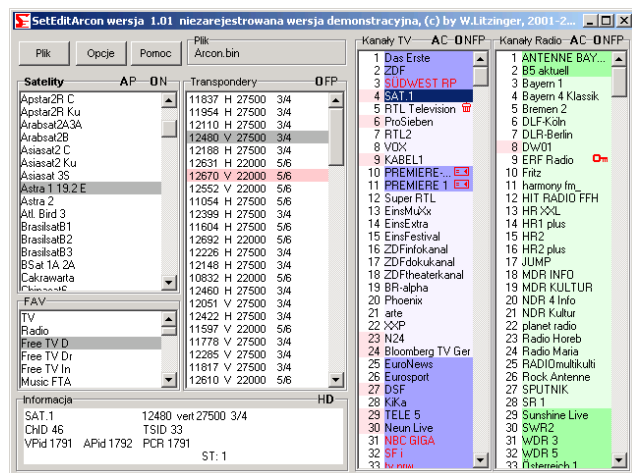 SetEditArcon wersja 1.01 niezarejestrowana wersja demonstracyjna, (c) by W.Litzinger, 2001-2...
Plik
Opcje
Pomoc
Plik
Arcon.bin
Satelity AP ON
Apstar2R C
Apstar2R Ku
Arabsat2A3A
Arabsat2B
Asiasat2 C
Asiasat2 Ku
Asiasat 3S
Astra 1 19.2 E
Astra 2
Atl. Bird 3
BrasilsatB1
BrasilsatB2
BrasilsatB3
BSat 1A 2A
Cakrawarta
Chinasat6
FAV
TV
Radio
Free TV D
Free TV Dr
Free TV In
Music FTA
Transpondery OFP
11837 H 27500 3/4
11954 H 27500 3/4
12110 H 27500 3/4
12480 V 27500 3/4
12188 H 27500 3/4
12631 H 22000 5/6
12670 V 22000 5/6
12552 V 22000 5/6
11054 H 27500 5/6
12399 H 27500 3/4
11604 H 27500 5/6
12692 H 22000 5/6
12226 H 27500 3/4
12148 H 27500 3/4
10832 H 22000 5/6
12460 H 27500 3/4
12051 V 27500 3/4
12422 H 27500 3/4
11597 V 22000 5/6
11778 V 27500 3/4
12285 V 27500 3/4
11817 V 27500 3/4
12610 V 22000 5/6
Kanały TV AC ONFP
1 Das Erste
2 ZDF
3 SÜDWEST RP
4 SAT.1
5 RTL Television
6 ProSieben
7 RTL2
8 VOX
9 KABEL1
10 PREMIERE-...
11 PREMIERE 1
12 Super RTL
13 EinsMuXx
14 EinsExtra
15 EinsFestival
16 ZDFinfokanal
17 ZDFdokukanal
18 ZDFtheaterkanal
19 BR-alpha
20 Phoenix
21 arte
22 XXP
23 N24
24 Bloomberg TV Ger
25 EuroNews
26 Eurosport
27 DSF
28 KiKa
29 TELE 5
30 Neun Live
31 NBC GIGA
32 SF i
33 tv.nrw
Kanały Radio AC ONFP
1 ANTENNE BAY...
2 B5 aktuell
3 Bayern 1
4 Bayern 4 Klassik
5 Bremen 2
6 DLF-Köln
7 DLR-Berlin
8 DW01
9 ERF Radio
10 Fritz
11 harmony fm_
12 HIT RADIO FFH
13 HR XXL
14 HR1 plus
15 HR2
16 HR2 plus
17 JUMP
18 MDR INFO
19 MDR KULTUR
20 NDR 4 Info
21 NDR Kultur
22 planet radio
23 Radio Horeb
24 Radio Maria
25 RADIOmultikulti
26 Rock Antenne
27 SPUTNIK
28 SR 1
29 Sunshine Live
30 SWR2
31 WDR 3
32 WDR 5
33 Österreich 1
Informacja HD
SAT.1 12480 vert 27500 3/4
ChID 46 TSID 33
VPid 1791 APid 1792 PCR 1791
ST: 1